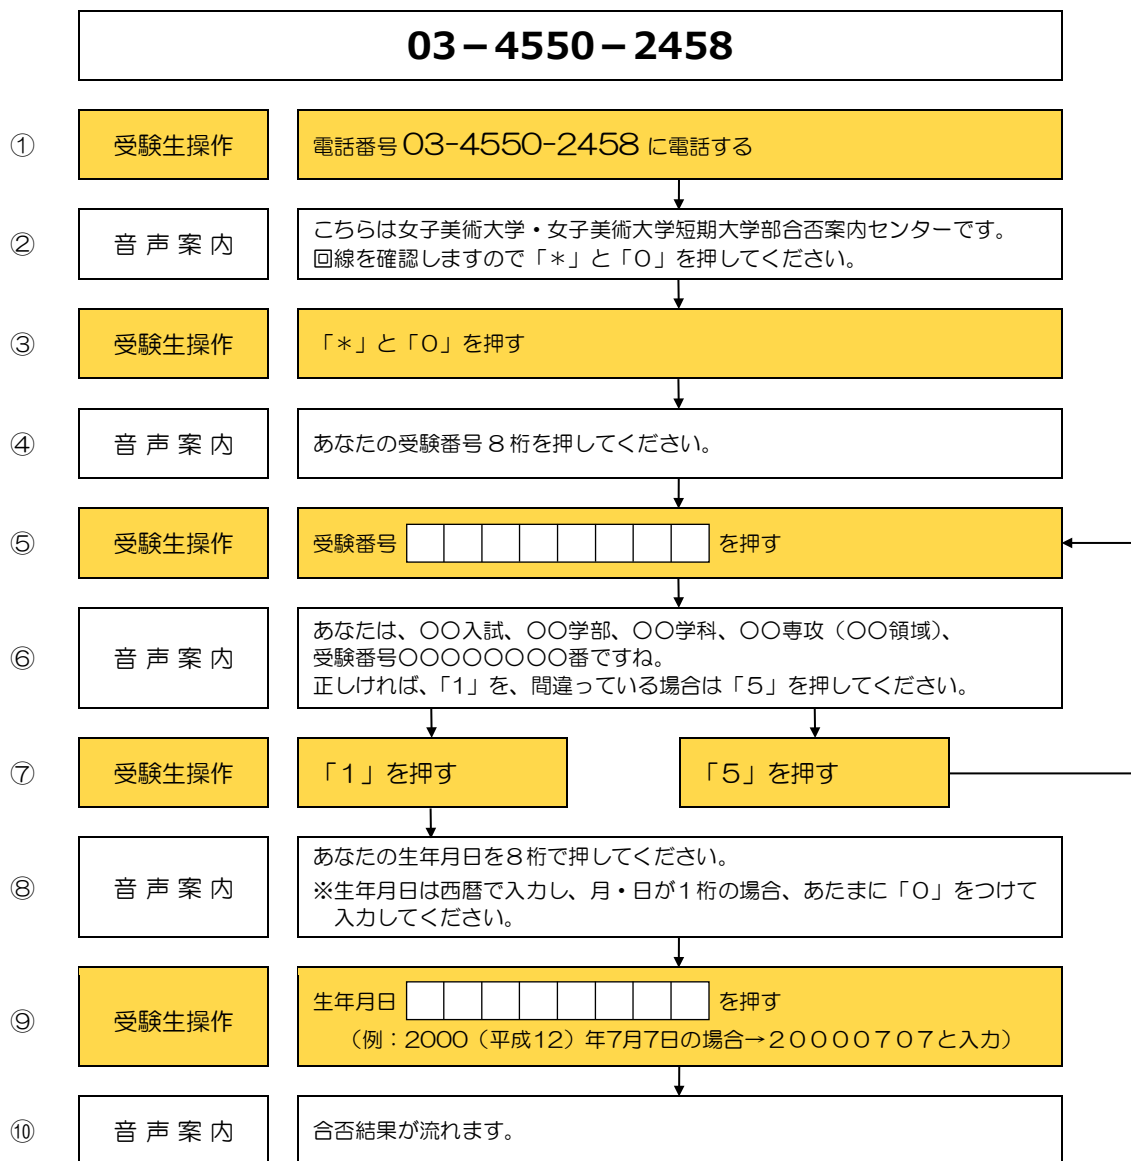 03－4550－2458
① 受験生操作 電話番号 03-4550-2458 に電話する
② 音声案内 こちらは女子美術大学・女子美術大学短期大学部合否案内センターです。
回線を確認しますので「＊」と「０」を押してください。
③ 受験生操作 「＊」と「０」を押す
④ 音声案内 あなたの受験番号８桁を押してください。
⑤ 受験生操作 受験番号 を押す
⑥ 音声案内 あなたは、〇〇入試、〇〇学部、〇〇学科、〇〇専攻（〇〇領域）、
受験番号〇〇〇〇〇〇〇〇番ですね。
正しければ、「１」を、間違っている場合は「５」を押してください。
⑦ 受験生操作 「１」を押す 「５」を押す
⑧ 音声案内 あなたの生年月日を８桁で押してください。
※生年月日は西暦で入力し、月・日が１桁の場合、あたまに「０」をつけて
入力してください。
⑨ 受験生操作 生年月日 を押す
（例：2000（平成12）年7月7日の場合→２００００７０７と入力）
⑩ 音声案内 合否結果が流れます。